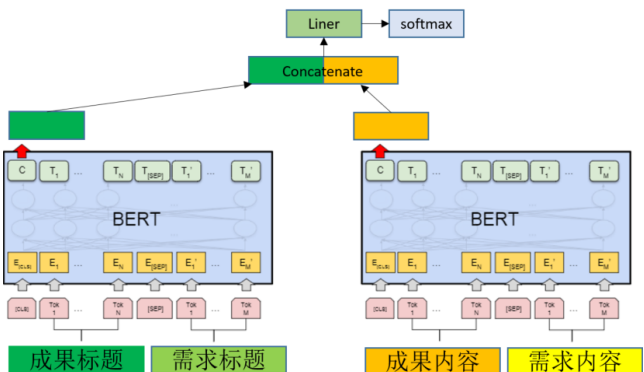 Liner softmax
Concatenate
C T1 ... TN T[SEP] T1' ... TM' C T1 ... TN T[SEP] T1' ... TM'
BERT BERT
E[CLS] E1 ... EN E[SEP] E1' ... EM' E[CLS] E1 ... EN E[SEP] E1' ... EM'
[CLS] Tok 1 ... Tok N [SEP] Tok 1 ... Tok M [CLS] Tok 1 ... Tok N [SEP] Tok 1 ... Tok M
成果标题 需求标题 成果内容 需求内容